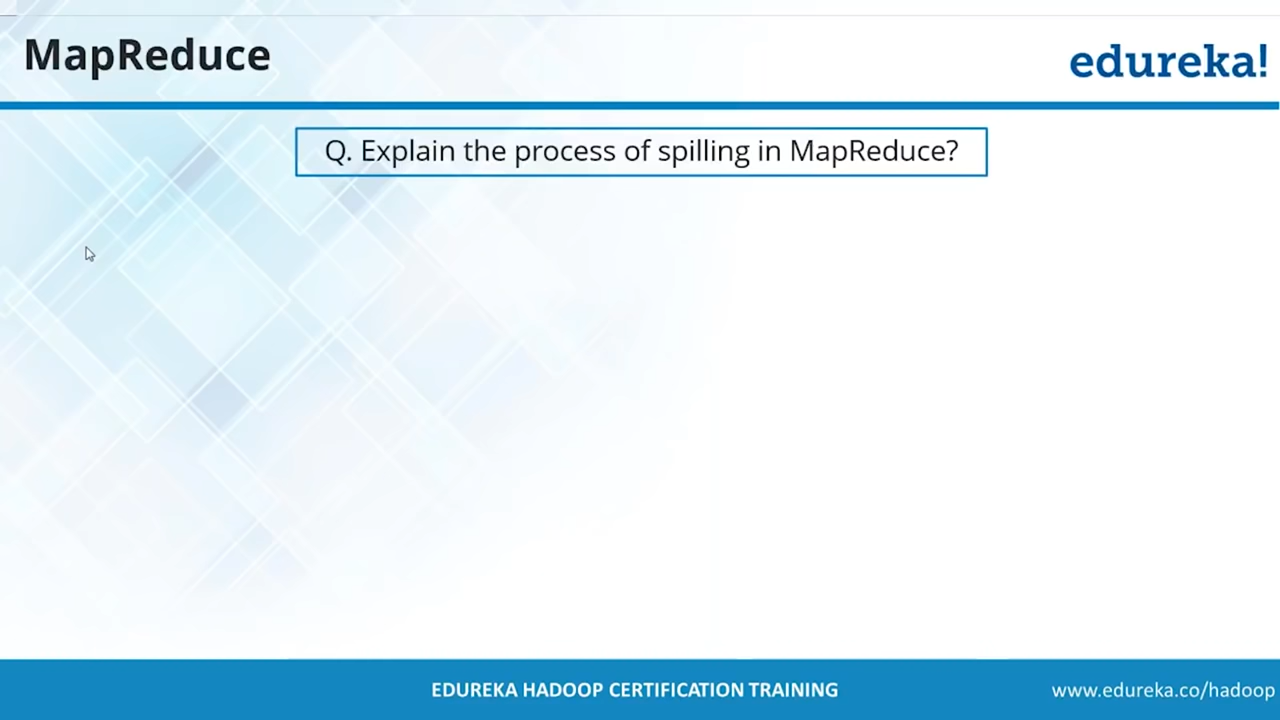 MapReduce
edureka!
Q. Explain the process of spilling in MapReduce?
EDUREKA HADOOP CERTIFICATION TRAINING
www.edureka.co/hadoop